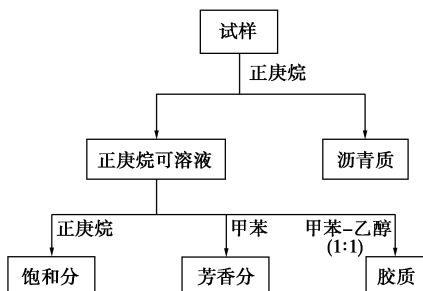 试样
正庚烷
正庚烷可溶液
沥青质
正庚烷
甲苯
甲苯-乙醇
(1:1)
饱和分
芳香分
胶质